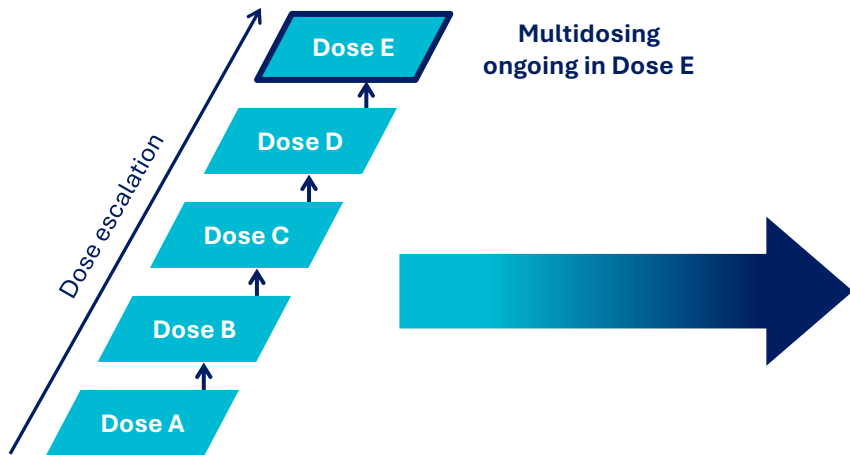 Dose E
Multidosing
ongoing in Dose E
Dose D
Dose escalation
Dose C
Dose B
Dose A